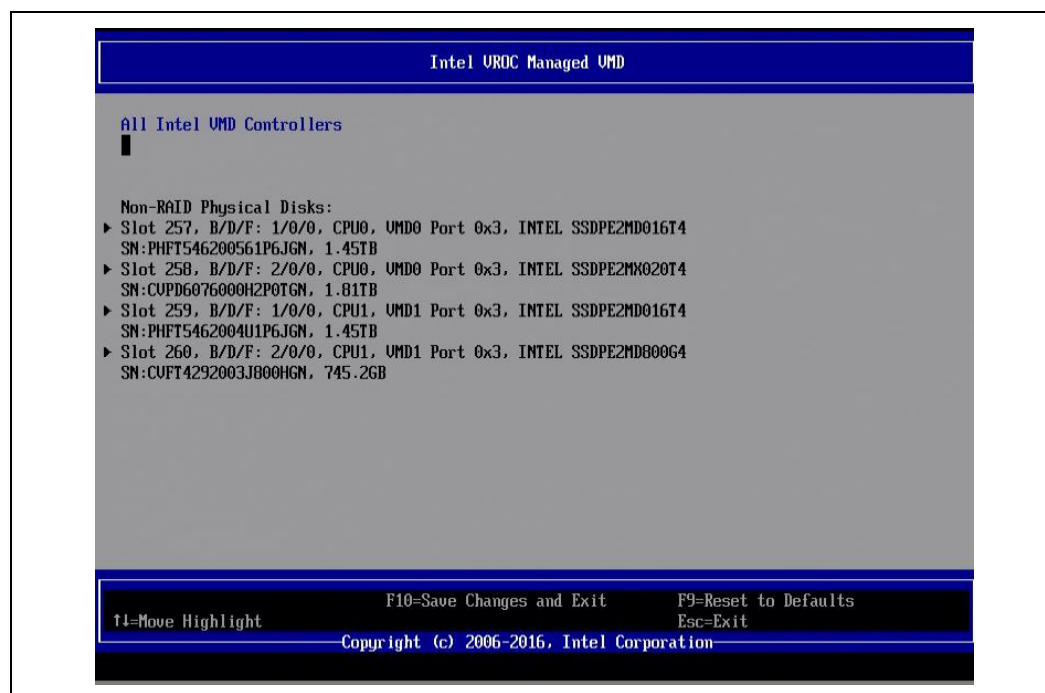 Intel VROC Managed VMD
All Intel VMD Controllers
Non-RAID Physical Disks:
Slot 257, B/D/F: 1/0/0, CPU0, VMD0 Port 0x3, INTEL SSDPE2MD016T4
SN:PHFT546200561P6JGN, 1.45TB
Slot 258, B/D/F: 2/0/0, CPU0, VMD0 Port 0x3, INTEL SSDPE2MX020T4
SN:CVPD6076000H2P0TGN, 1.81TB
Slot 259, B/D/F: 1/0/0, CPU1, VMD1 Port 0x3, INTEL SSDPE2MD016T4
SN:PHFT5462004U1P6JGN, 1.45TB
Slot 260, B/D/F: 2/0/0, CPU1, VMD1 Port 0x3, INTEL SSDPE2MD800G4
SN:CVFT4292003J800HGN, 745.2GB
F10=Save Changes and Exit F9=Reset to Defaults
↑↓=Move Highlight Esc=Exit
Copyright (c) 2006-2016, Intel Corporation